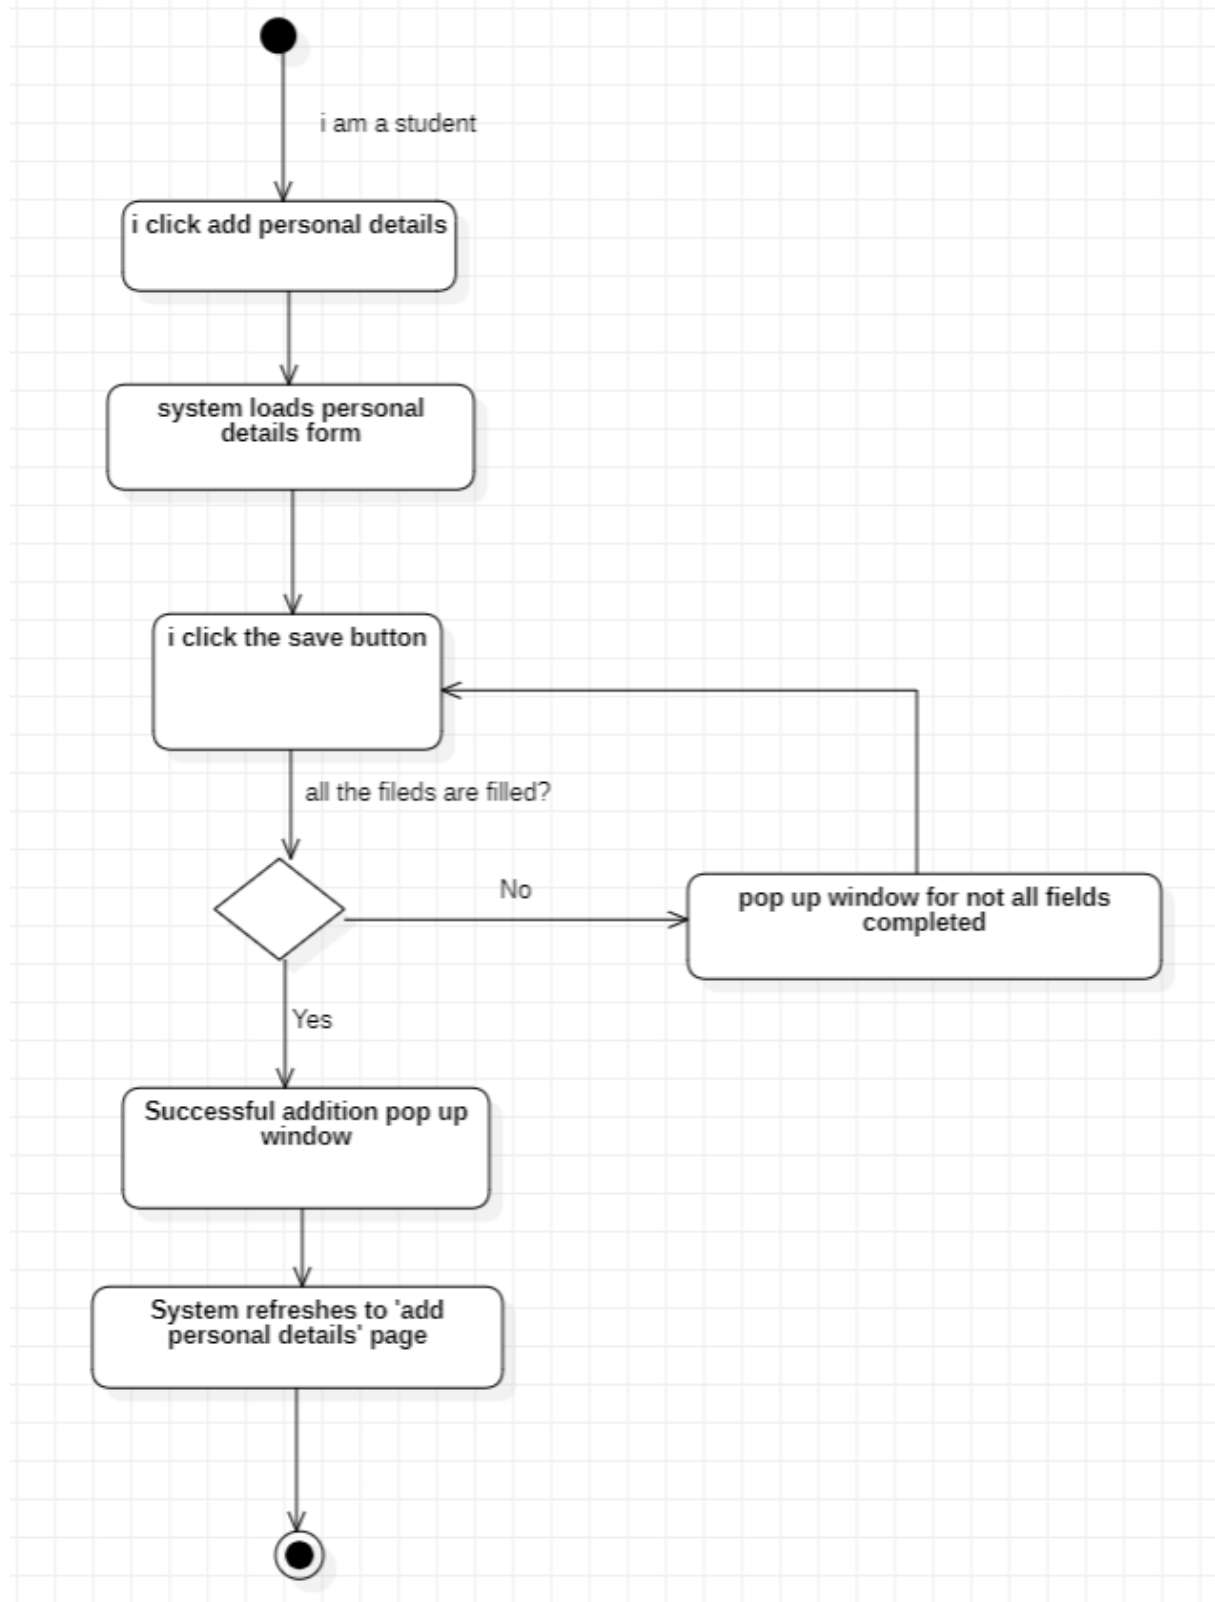 i am a student
i click add personal details
system loads personal
details form
i click the save button
all the fileds are filled?
No
pop up window for not all fields
completed
Yes
Successful addition pop up
window
System refreshes to 'add
personal details' page